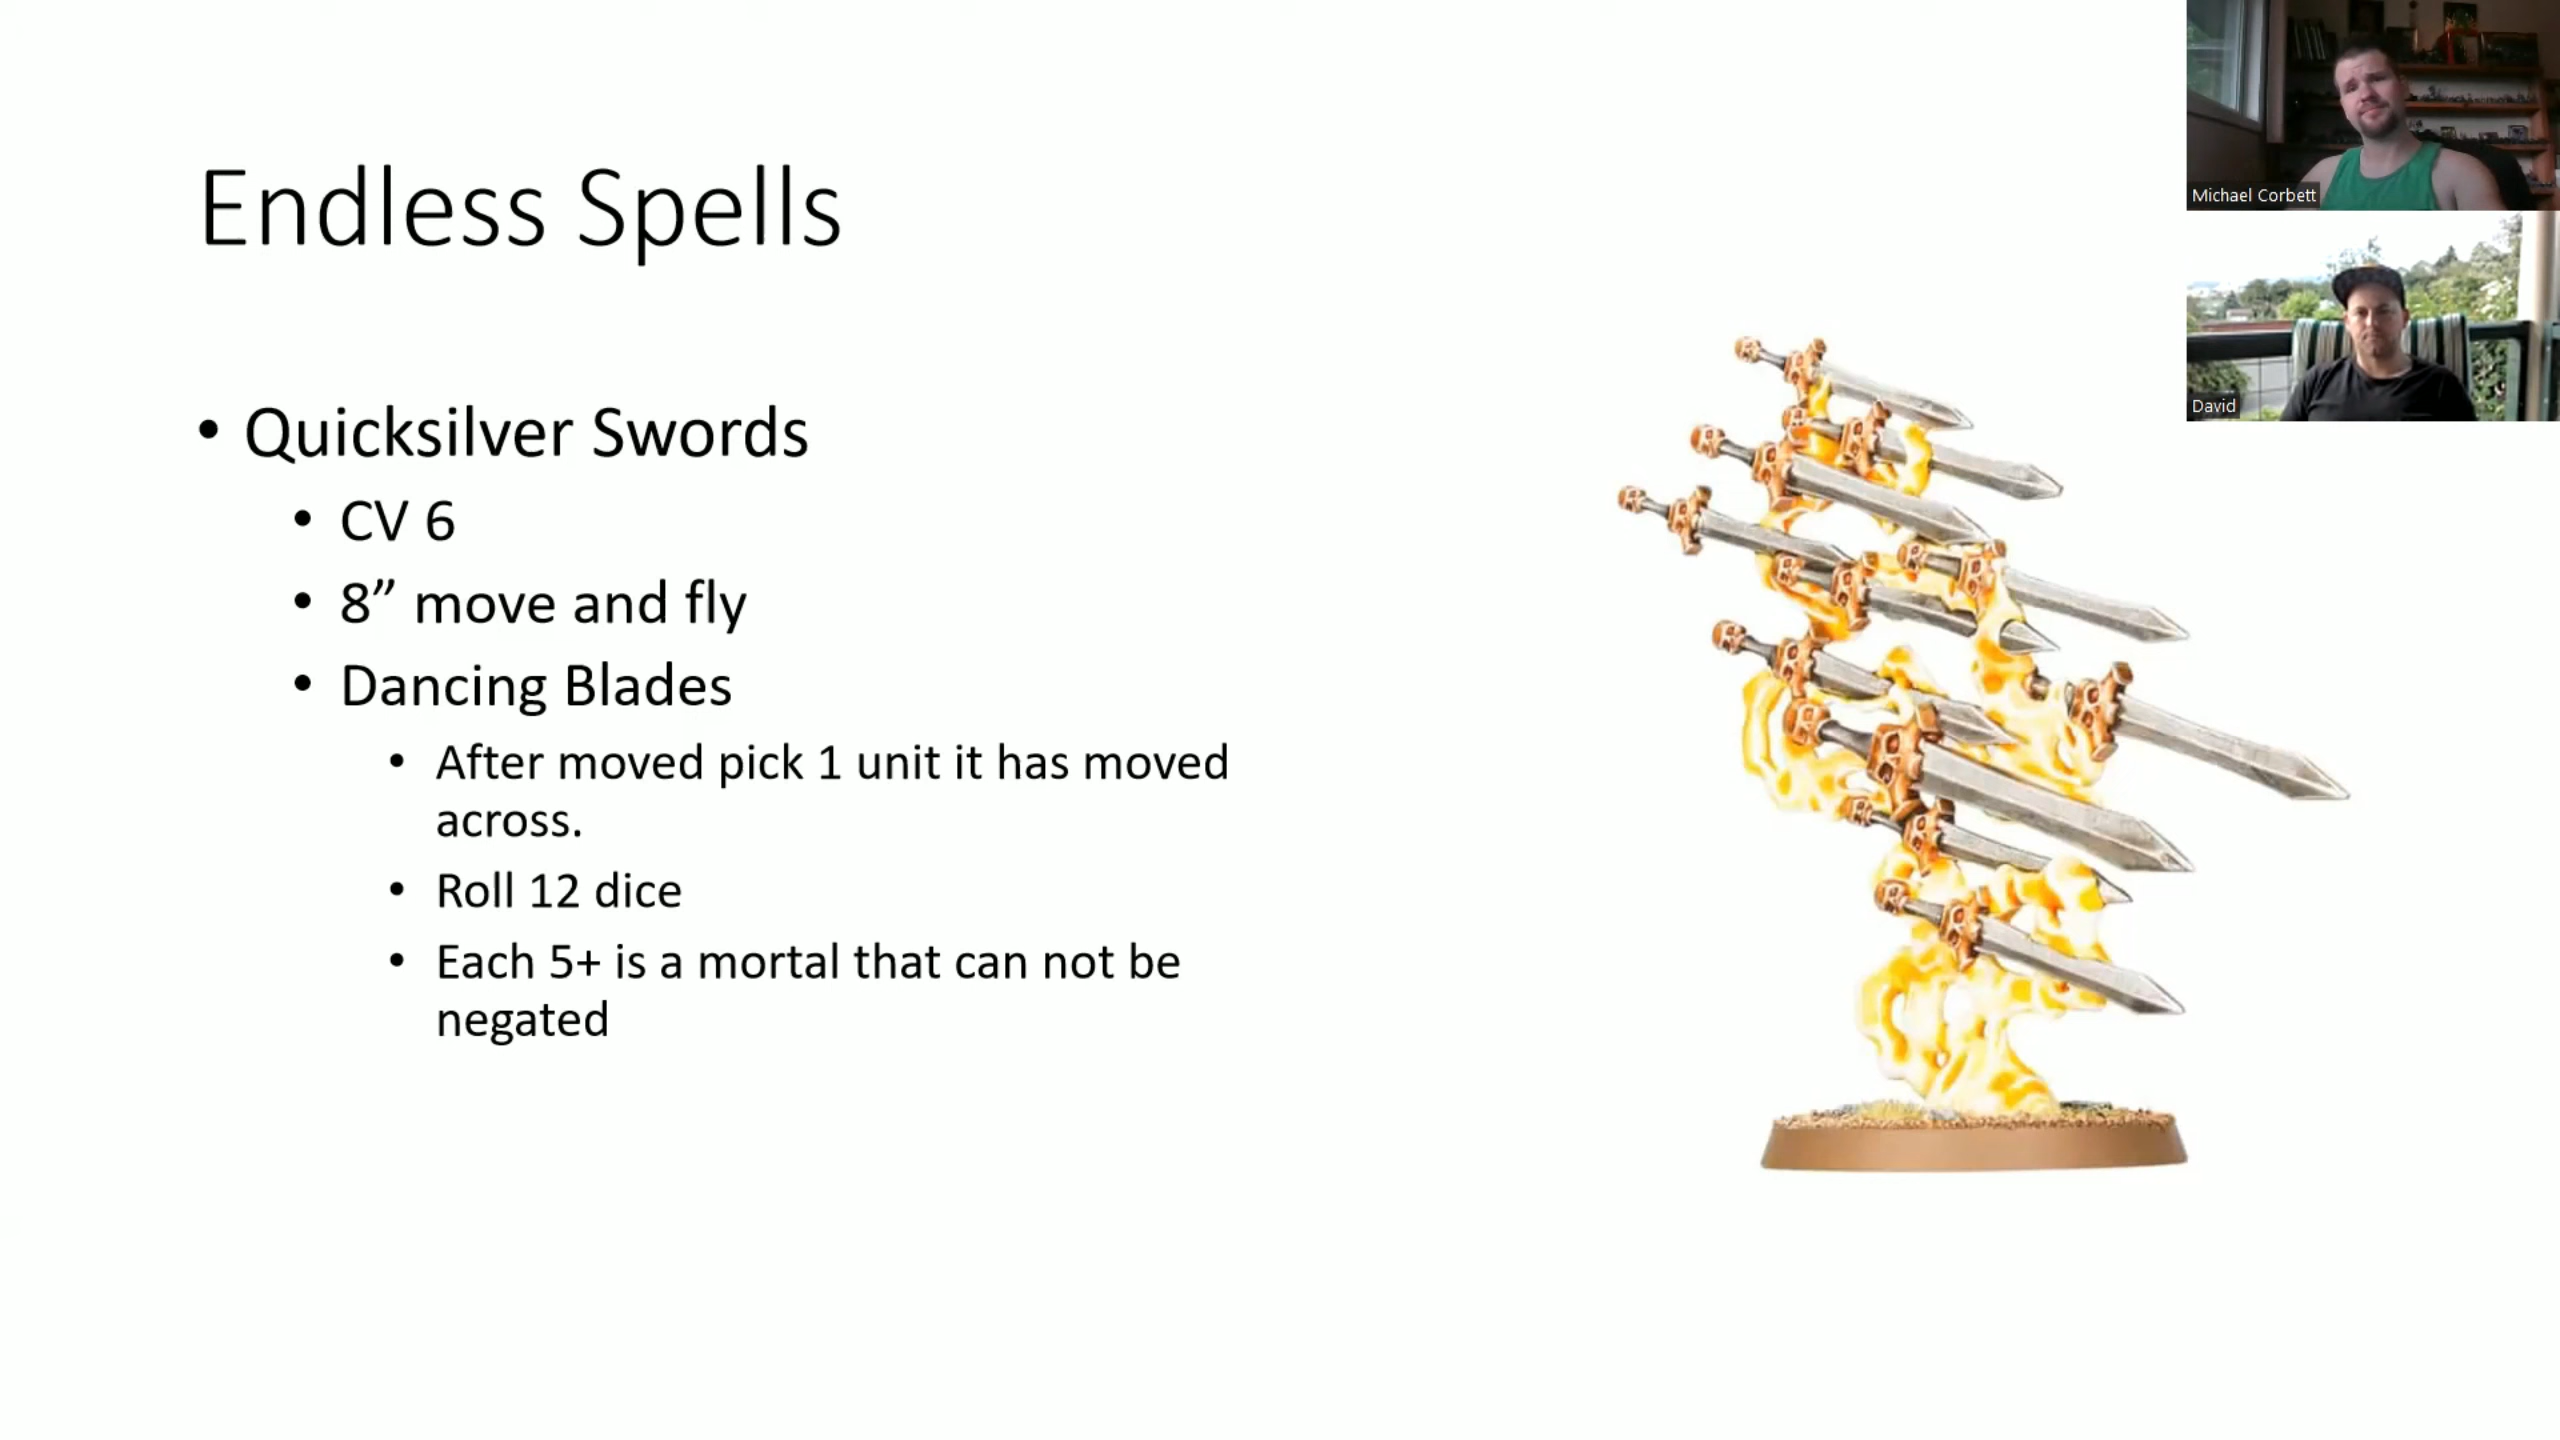 Endless Spells
• Quicksilver Swords
• CV 6
• 8” move and fly
• Dancing Blades
• After moved pick 1 unit it has moved
across.
• Roll 12 dice
• Each 5+ is a mortal that can not be
negated
Michael Corbett
David